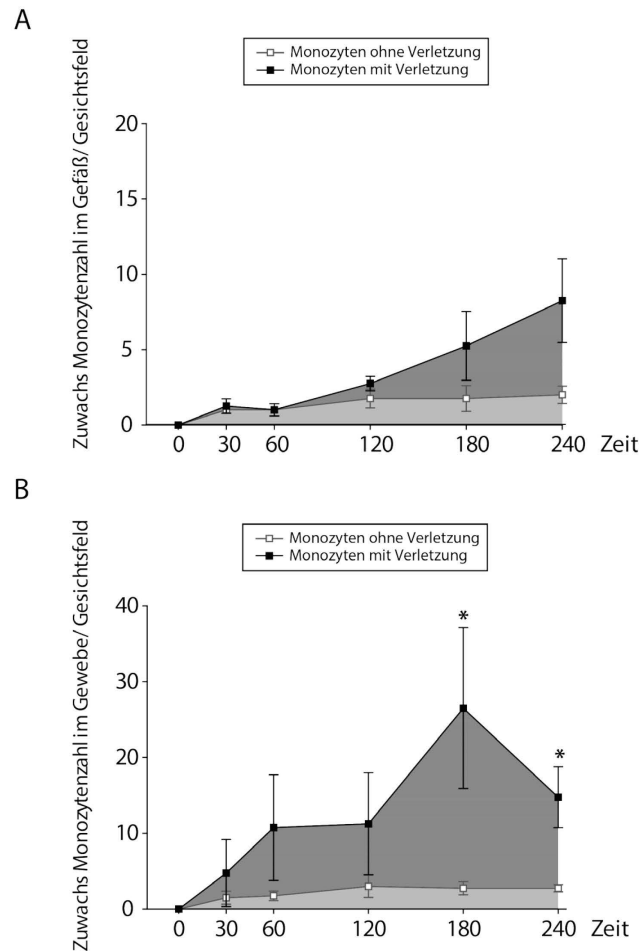 A
Monozyten ohne Verletzung
Monozyten mit Verletzung
Zuwachs Monozytenzahl im Gefäß/ Gesichtsfeld
20
15
10
5
0
0 30 60 120 180 240 Zeit
B
Monozyten ohne Verletzung
Monozyten mit Verletzung
Zuwachs Monozytenzahl im Gewebe/ Gesichtsfeld
40
30
20
10
0
*
*
0 30 60 120 180 240 Zeit